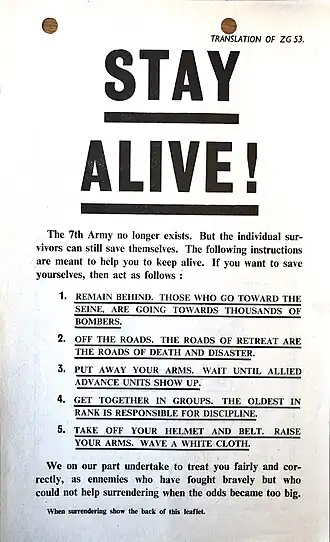 TRANSLATION OF ZG 53.
STAY
ALIVE!
The 7th Army no longer exists. But the individual sur-
vivors can still save themselves. The following instructions
are meant to help you to keep alive. If you want to save
yourselves, then act as follows :
1. REMAIN BEHIND. THOSE WHO GO TOWARD THE
SEINE, ARE GOING TOWARDS THOUSANDS OF
BOMBERS.
2. OFF THE ROADS. THE ROADS OF RETREAT ARE
THE ROADS OF DEATH AND DISASTER.
3. PUT AWAY YOUR ARMS. WAIT UNTIL ALLIED
ADVANCE UNITS SHOW UP.
4. GET TOGETHER IN GROUPS. THE OLDEST IN
RANK IS RESPONSIBLE FOR DISCIPLINE.
5. TAKE OFF YOUR HELMET AND BELT. RAISE
YOUR ARMS. WAVE A WHITE CLOTH.
We on our part undertake to treat you fairly and cor-
rectly, as ennemies who have fought bravely but who
could not help surrendering when the odds became too big.
When surrendering show the back of this leaflet.